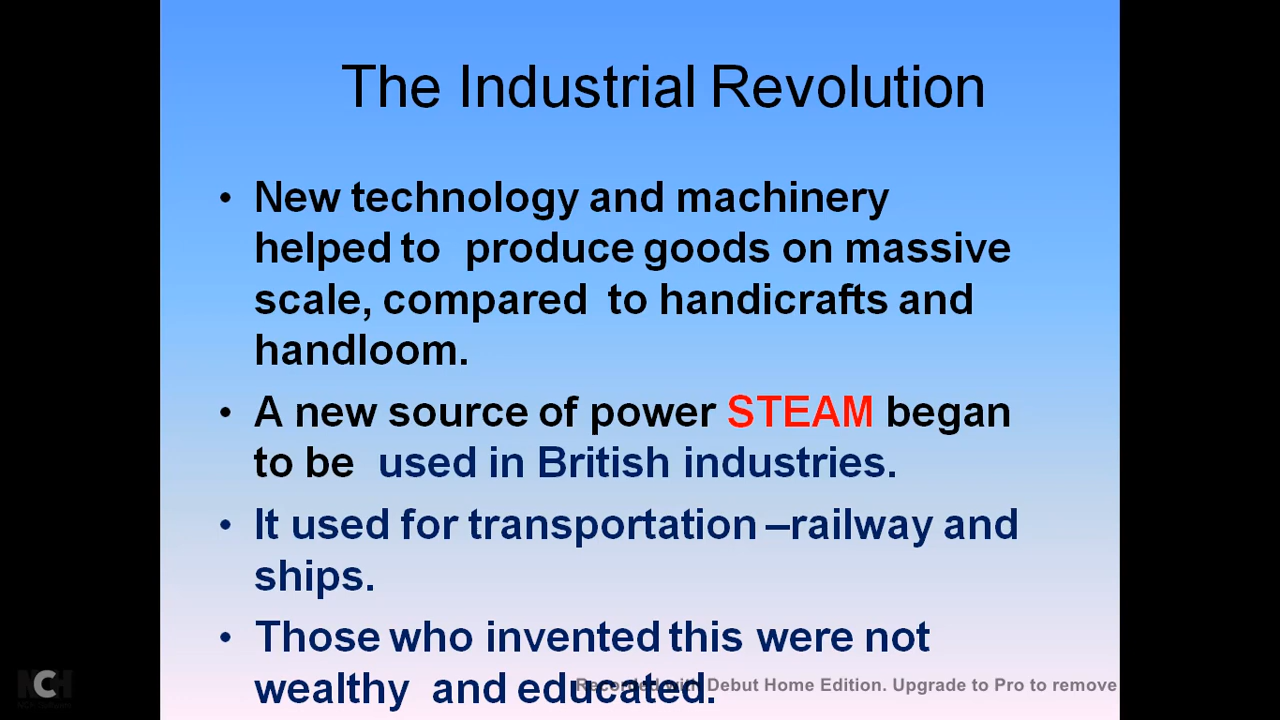 The Industrial Revolution
• New technology and machinery
helped to produce goods on massive
scale, compared to handicrafts and
handloom.
• A new source of power STEAM began
to be used in British industries.
• It used for transportation –railway and
ships.
• Those who invented this were not
wealthy and educated.
Recorded with Debut Home Edition. Upgrade to Pro to remove
NCH